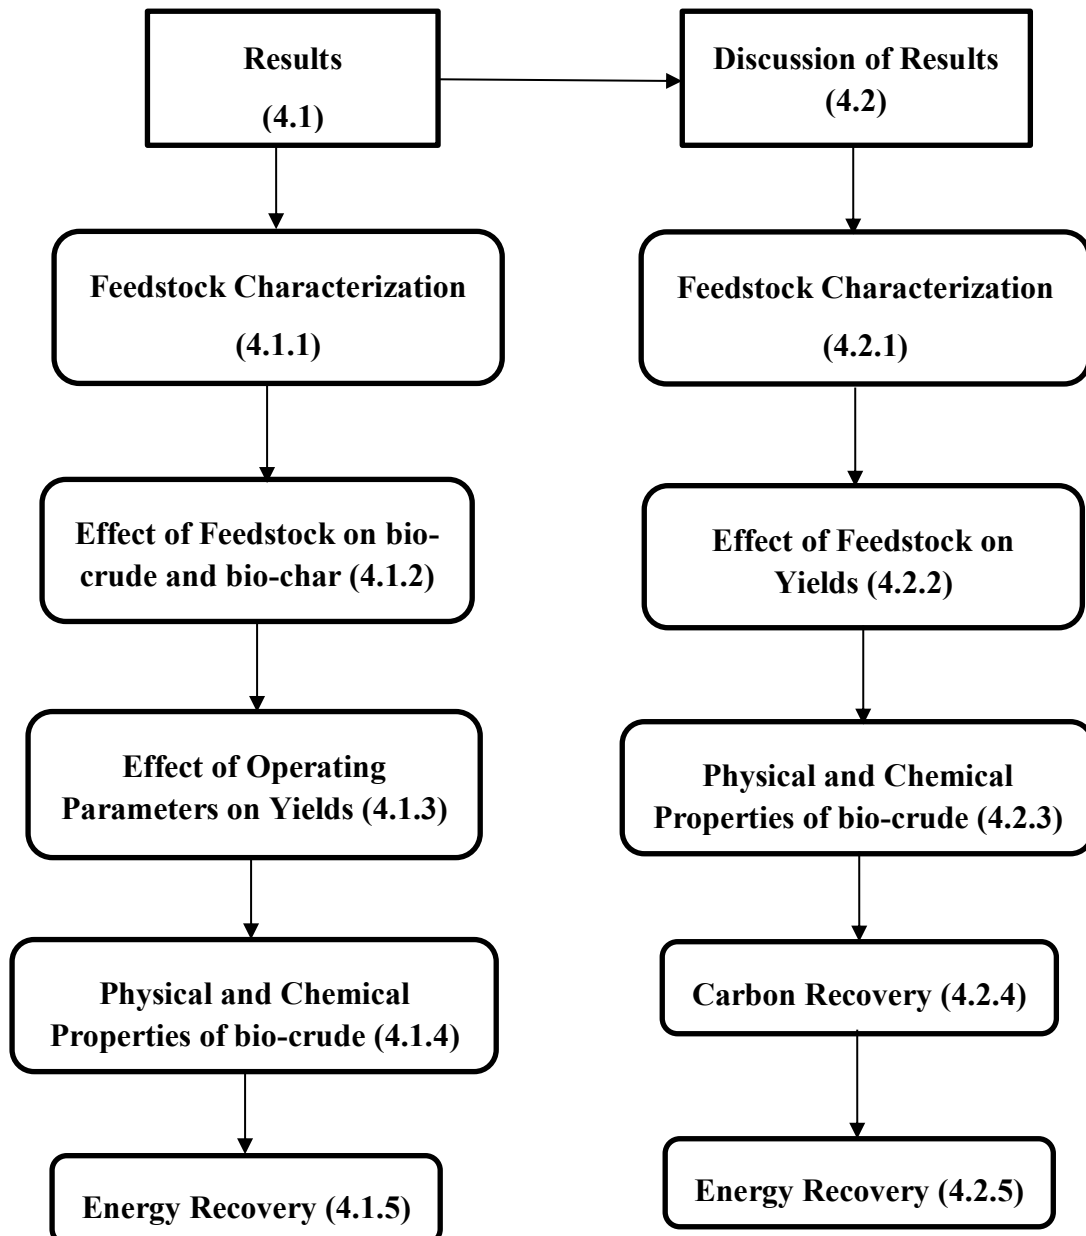 Results
(4.1)
Feedstock Characterization
(4.1.1)
Effect of Feedstock on bio-
crude and bio-char (4.1.2)
Effect of Operating
Parameters on Yields (4.1.3)
Physical and Chemical
Properties of bio-crude (4.1.4)
Energy Recovery (4.1.5)
Discussion of Results
(4.2)
Feedstock Characterization
(4.2.1)
Effect of Feedstock on
Yields (4.2.2)
Physical and Chemical
Properties of bio-crude (4.2.3)
Carbon Recovery (4.2.4)
Energy Recovery (4.2.5)